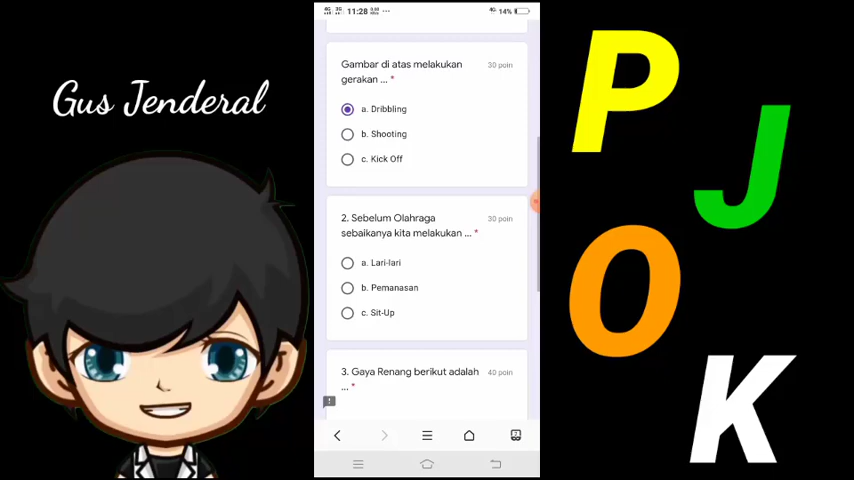 Gus Jenderal
11:28
14%
Gambar di atas melakukan
gerakan ... *
30 poin
a. Dribbling
b. Shooting
c. Kick Off
2. Sebelum Olahraga
sebaikanya kita melakukan ... *
30 poin
a. Lari-lari
b. Pemanasan
c. Sit-Up
3. Gaya Renang berikut adalah
... *
40 poin
P
J
O
K